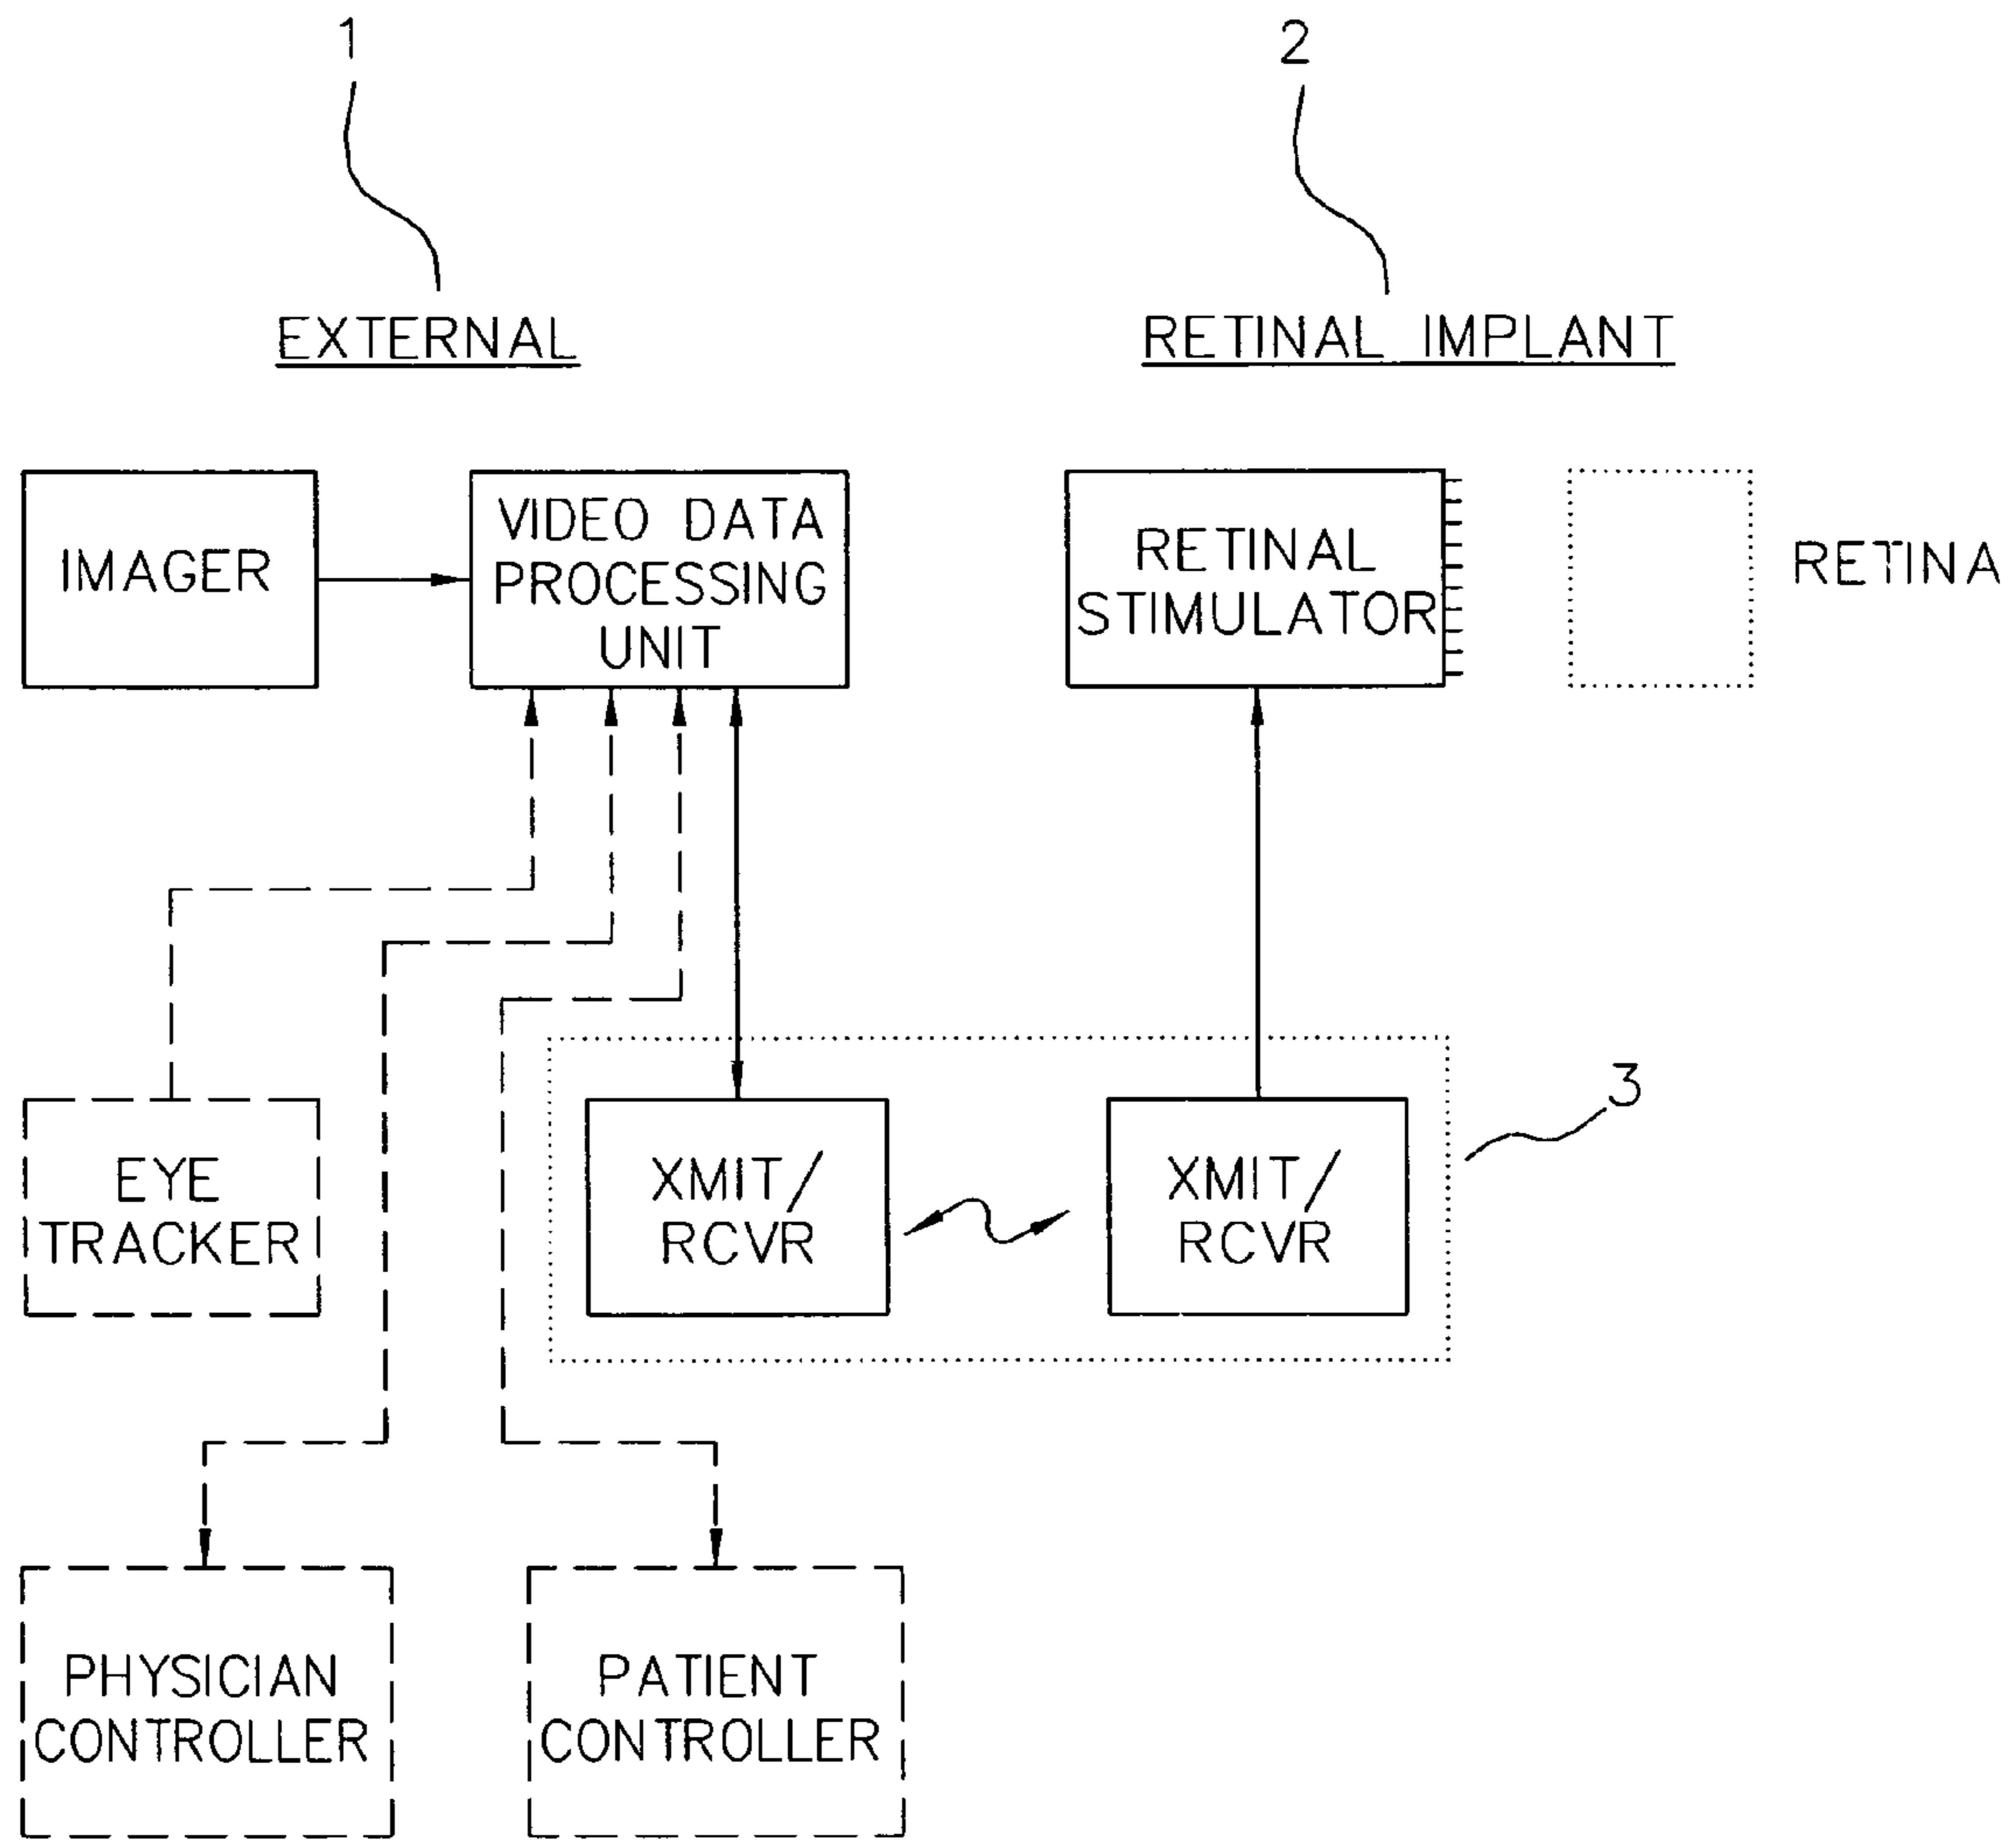 1
2
EXTERNAL
RETINAL IMPLANT
IMAGER
VIDEO DATA
PROCESSING
UNIT
RETINAL
STIMULATOR
RETINA
3
EYE
TRACKER
XMIT/
RCVR
XMIT/
RCVR
PHYSICIAN
CONTROLLER
PATIENT
CONTROLLER